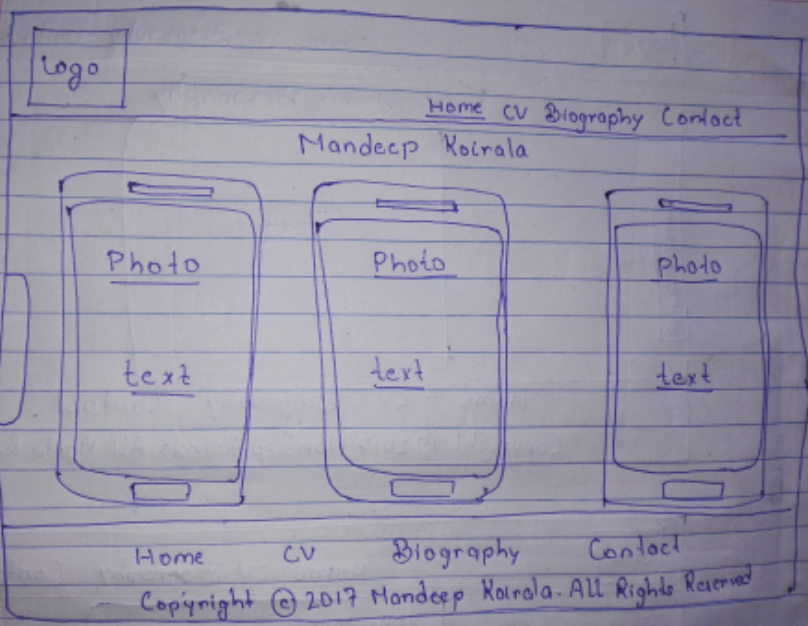 Logo
Home CV Biography Contact
Mandeep Koirala
Photo Photo Photo
text text text
Home CV Biography Contact
Copyright © 2017 Mandeep Koirala. All Rights Reserved